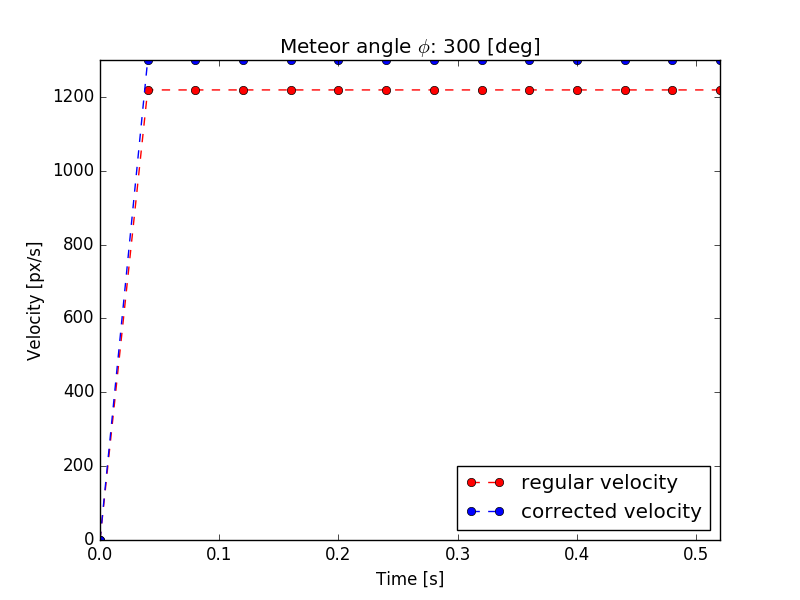 Meteor angle ϕ: 300 [deg]
1200
1000
800
600
400
200
0
Velocity [px/s]
regular velocity
corrected velocity
0.0 0.1 0.2 0.3 0.4 0.5
Time [s]